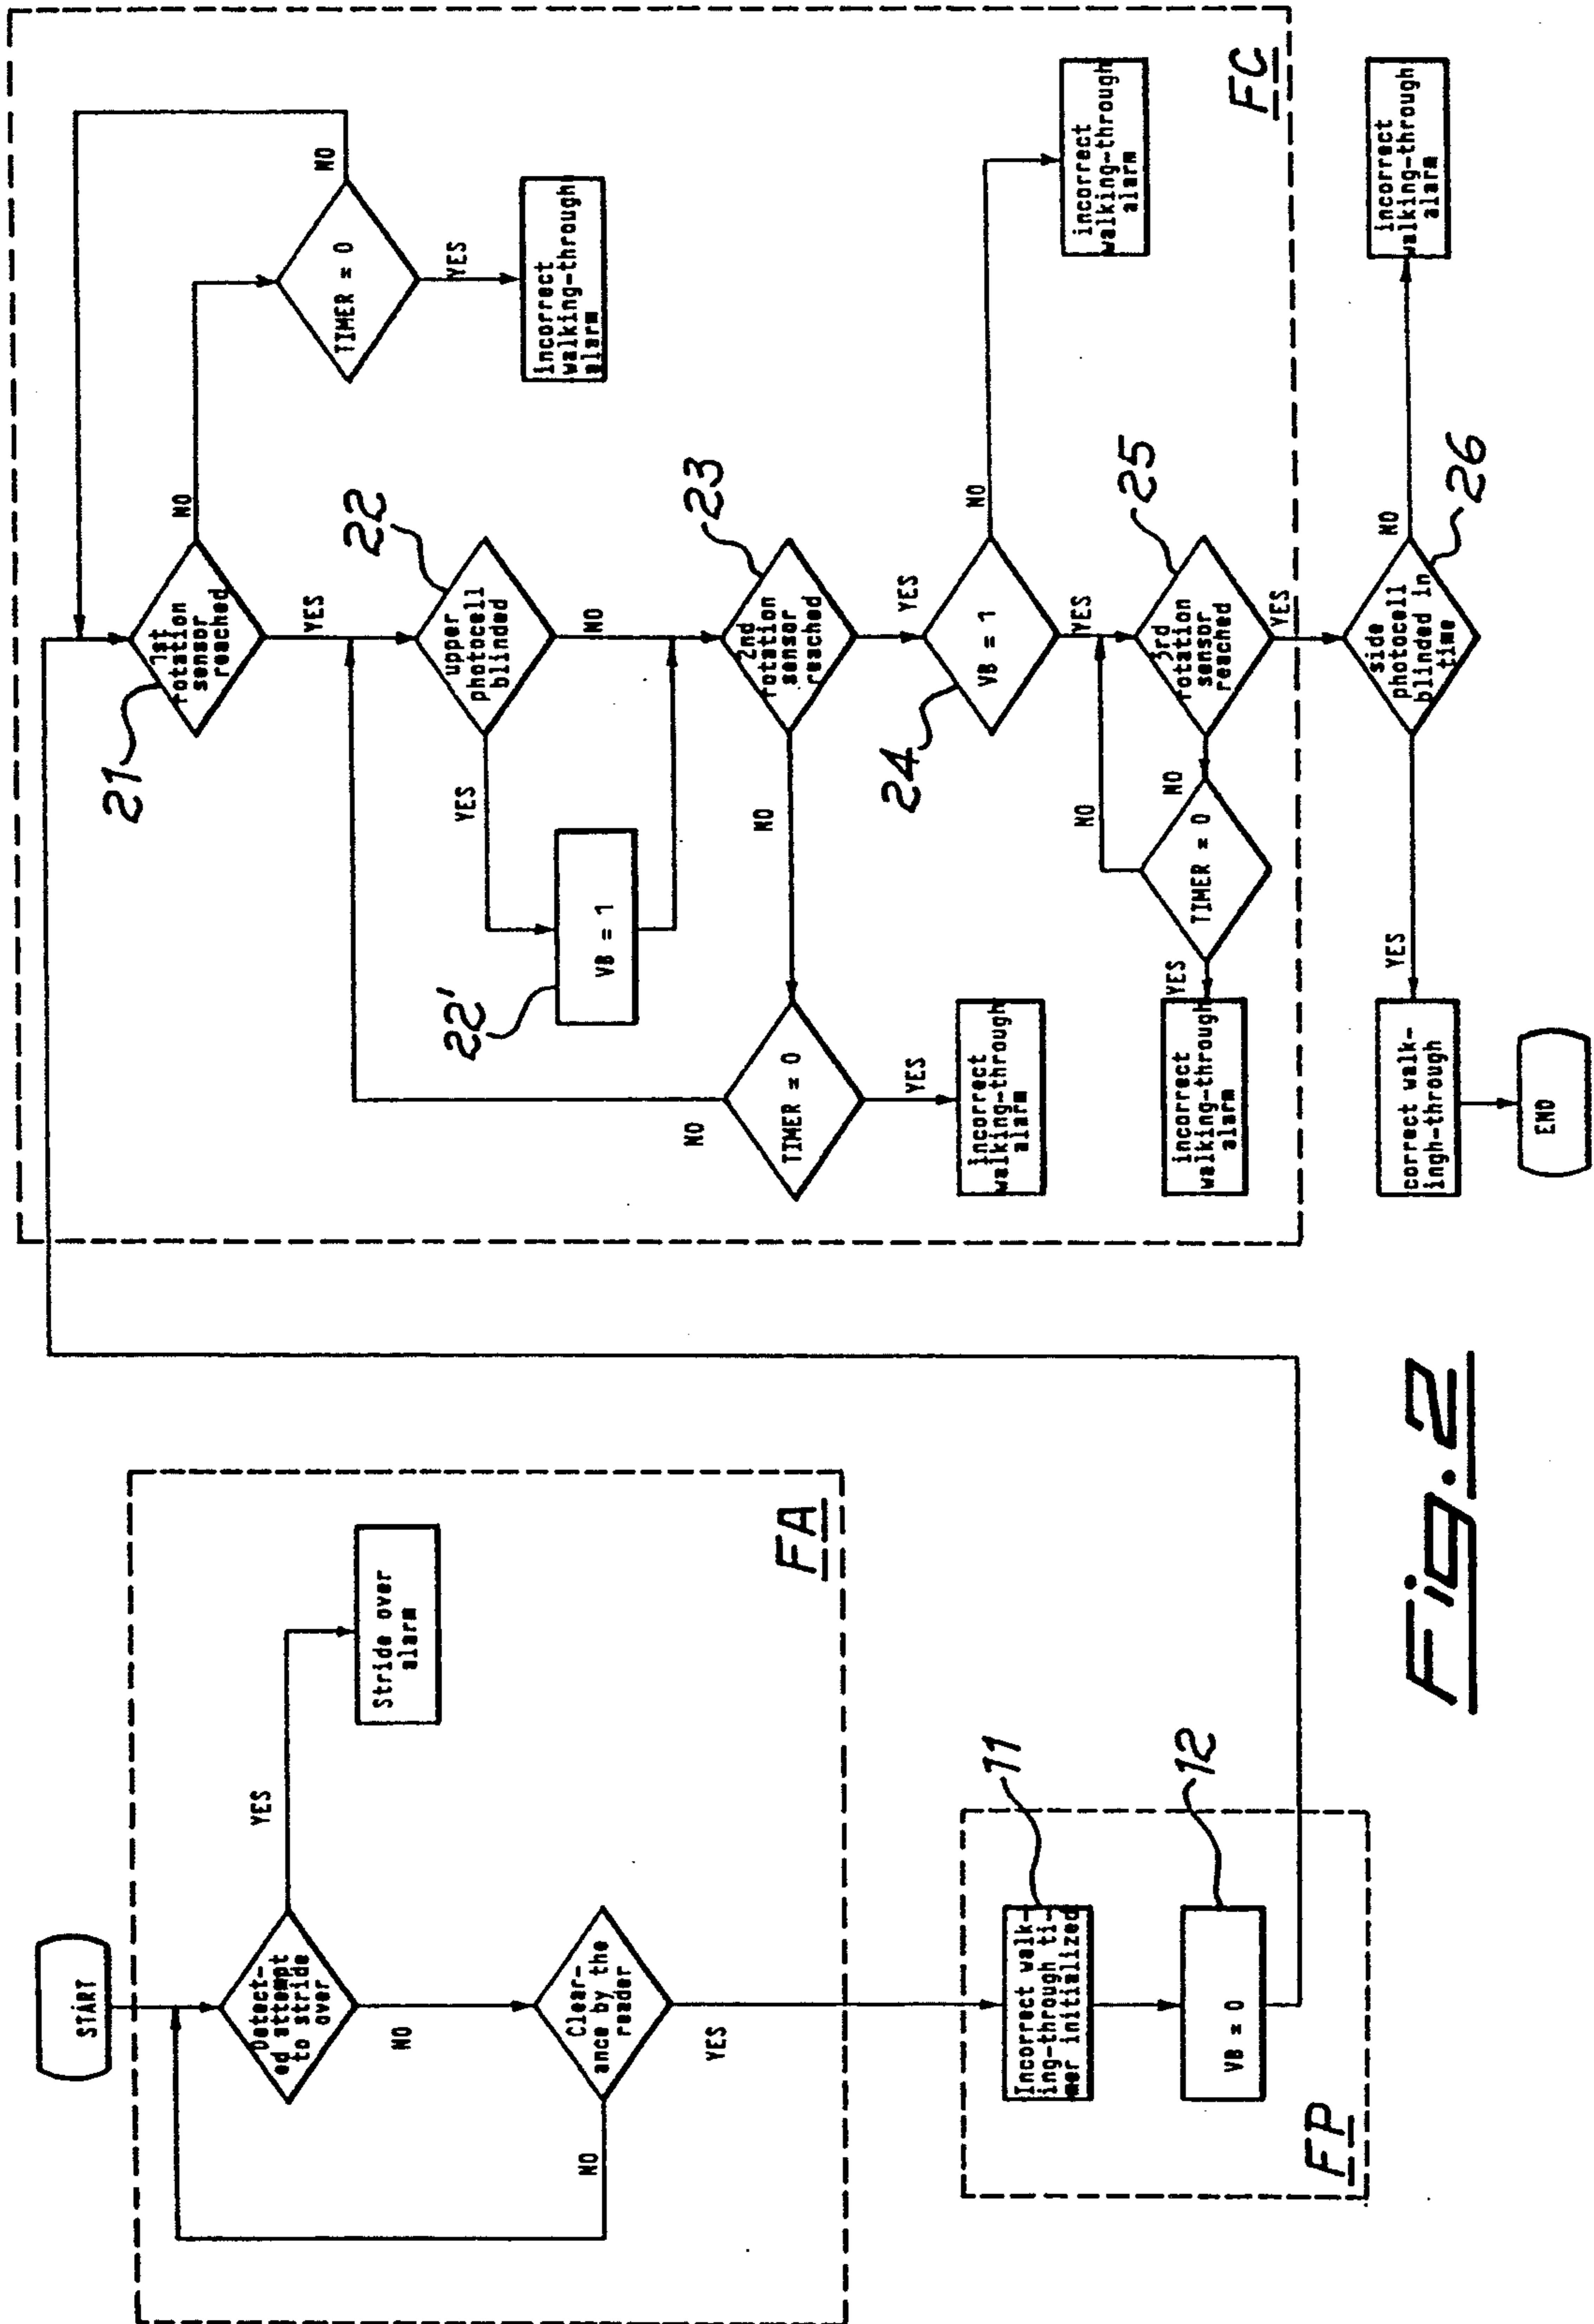 START
Detect-
ed attempt
to stride
over
YES
Stride over
alarm
NO
Clear-
ance by the
reader
NO
YES
FA
Incorrect walk-
ing-through ti-
mer initialized
11
VB = 0
12
FP
21
1st
rotation
sensor
reached
NO
TIMER = 0
NO
YES
incorrect
walking-through
alarm
YES
22
upper
photocell
blinded
YES
22'
VB = 1
NO
23
2nd
rotation
sensor
reached
NO
TIMER = 0
NO
YES
incorrect
walking-through
alarm
YES
24
VB = 1
NO
incorrect
walking-through
alarm
YES
25
3rd
rotation
sensor
reached
NO
TIMER = 0
NO
YES
incorrect
walking-through
alarm
YES
FC
side
photocell
blinded in
time
26
NO
incorrect
walking-through
alarm
YES
correct walk-
ingh-through
END
Fig. 2